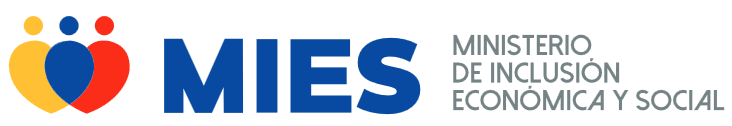 MIES
MINISTERIO
DE INCLUSIÓN
ECONÓMICA Y SOCIAL